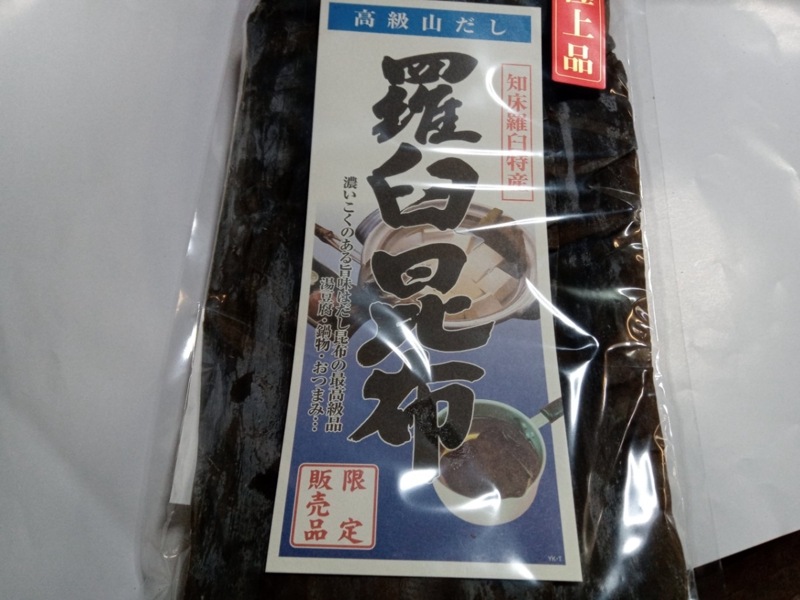 高級山だし
極上品
知床羅臼特産
羅臼昆布
濃いこくのある旨味はだし昆布の最高級品
湯豆腐・鍋物・おつまみ…
限定
販売品
YK-T